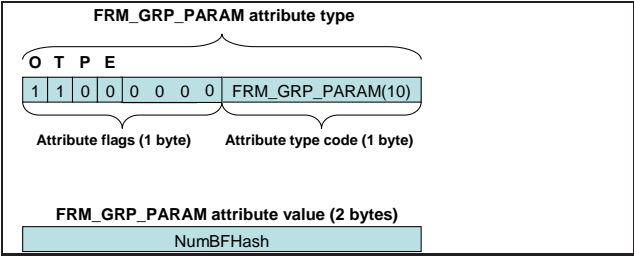 FRM_GRP_PARAM attribute type
O T P E
1 1 0 0 0 0 0 0 FRM_GRP_PARAM(10)
Attribute flags (1 byte) Attribute type code (1 byte)
FRM_GRP_PARAM attribute value (2 bytes)
NumBFHash